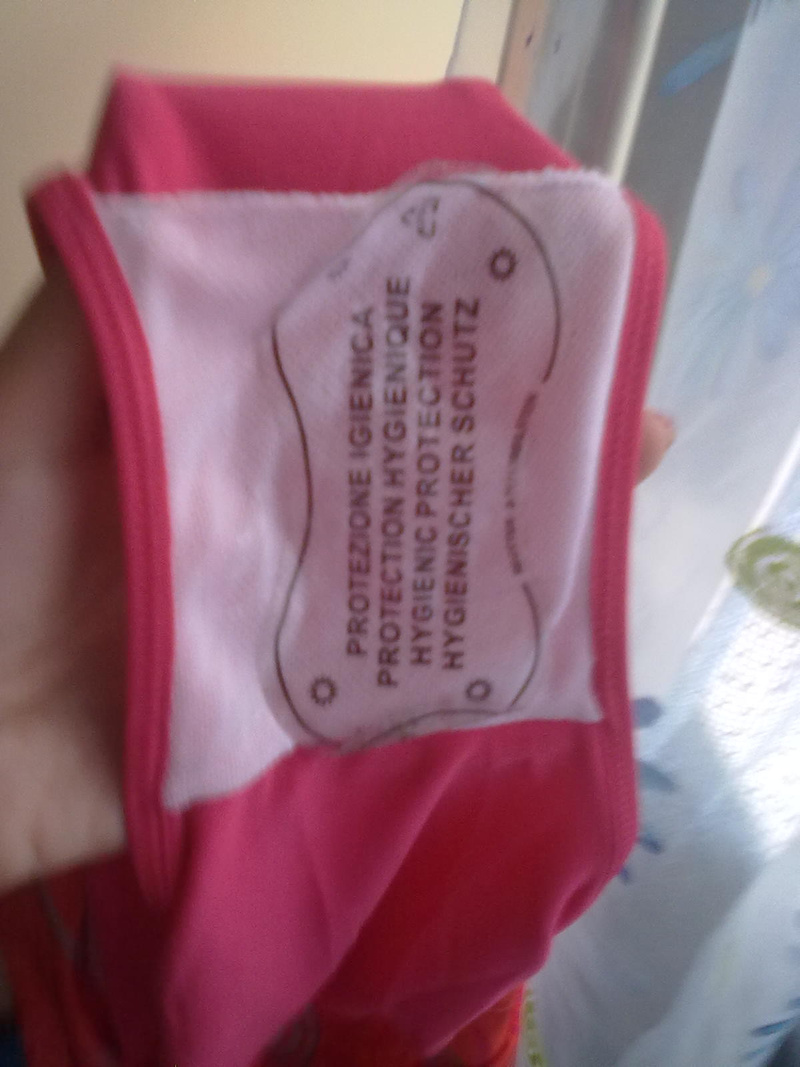 PROTEZIONE IGIENICA
PROTECTION HYGIENIQUE
HYGIENIC PROTECTION
HYGIENISCHER SCHUTZ